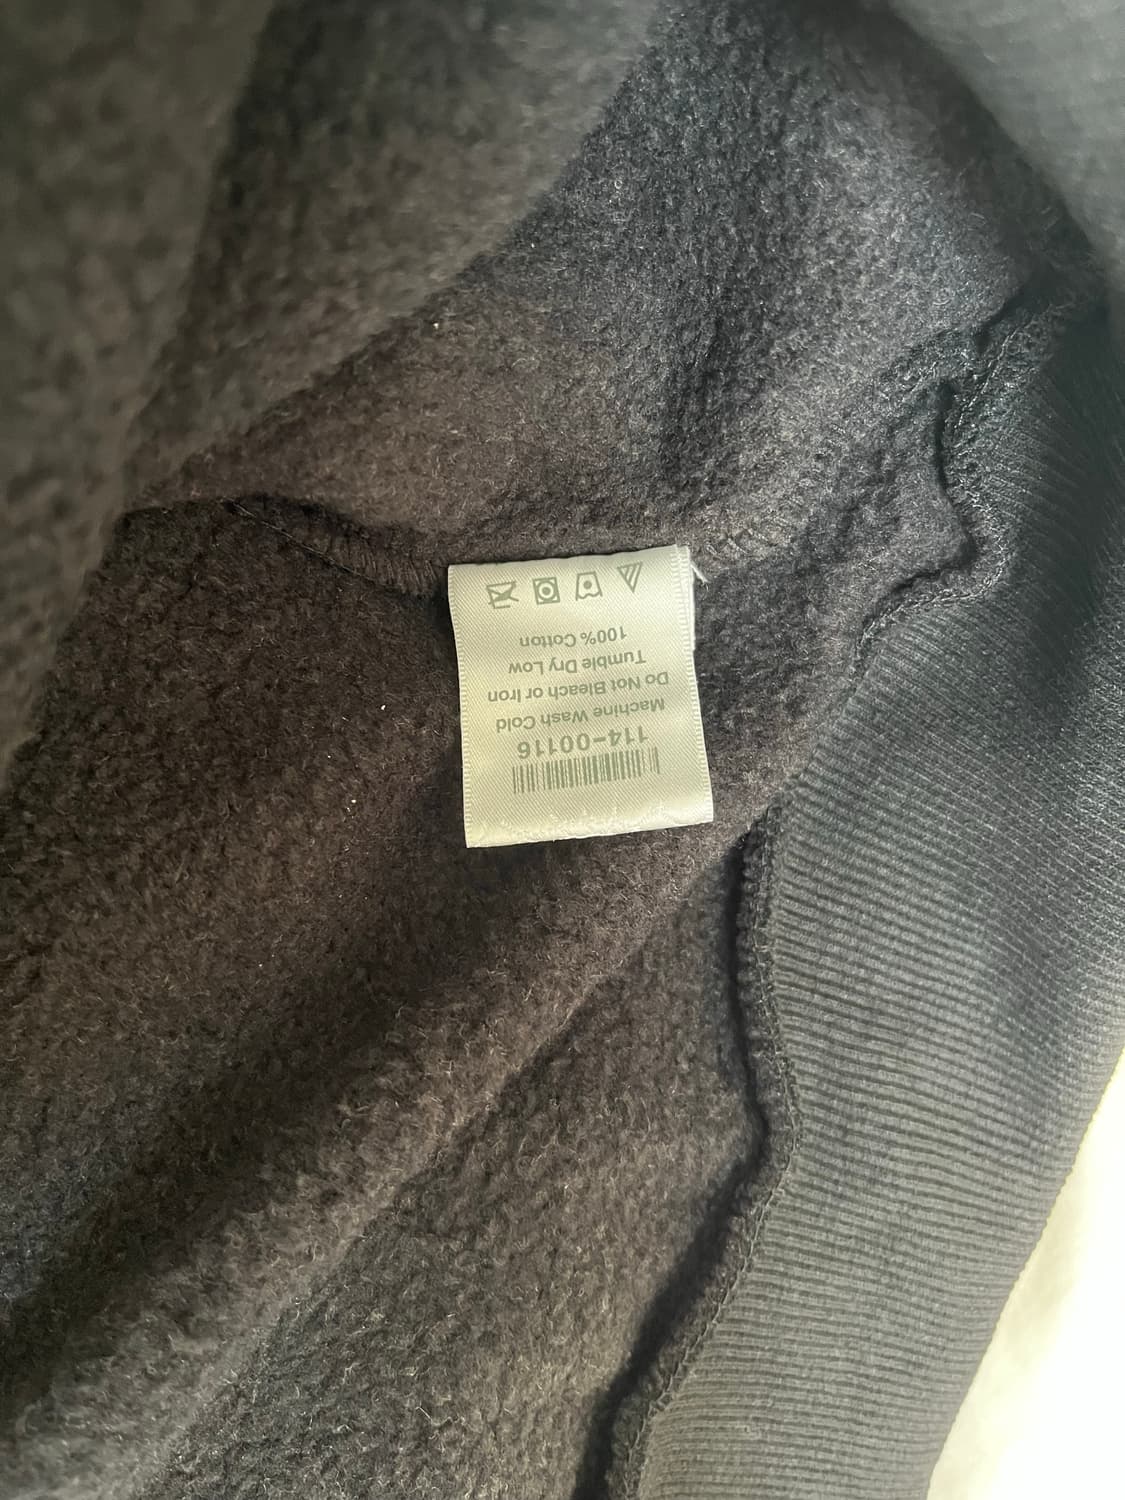 114-00116
Machine Wash Cold
Do Not Bleach or Iron
Tumble Dry Low
100% Cotton